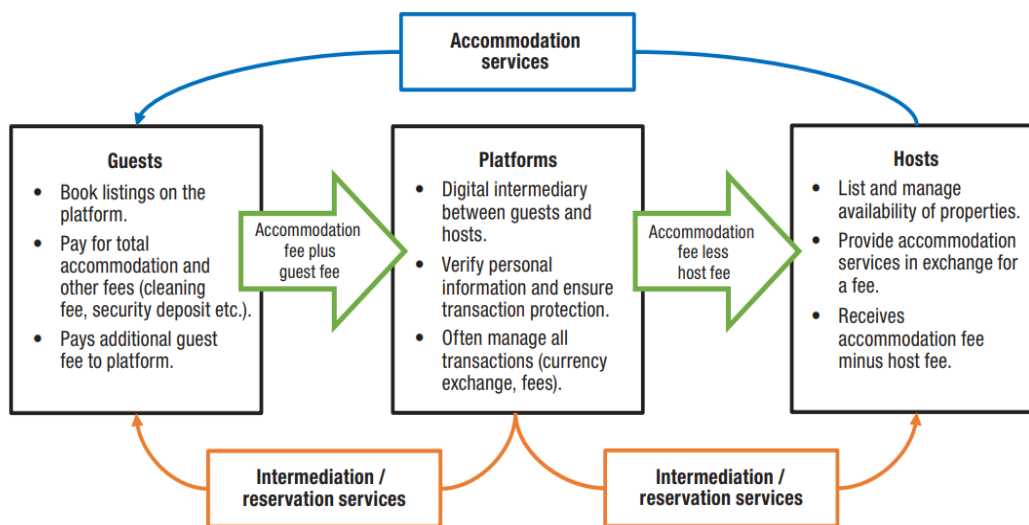 Accommodation
services
Guests
• Book listings on the
platform.
• Pay for total
accommodation and
other fees (cleaning
fee, security deposit etc.).
• Pays additional guest
fee to platform.
Accommodation
fee plus
guest fee
Platforms
• Digital intermediary
between guests and
hosts.
• Verify personal
information and ensure
transaction protection.
• Often manage all
transactions (currency
exchange, fees).
Accommodation
fee less
host fee
Hosts
• List and manage
availability of properties.
• Provide accommodation
services in exchange for
a fee.
• Receives
accommodation fee
minus host fee.
Intermediation /
reservation services
Intermediation /
reservation services